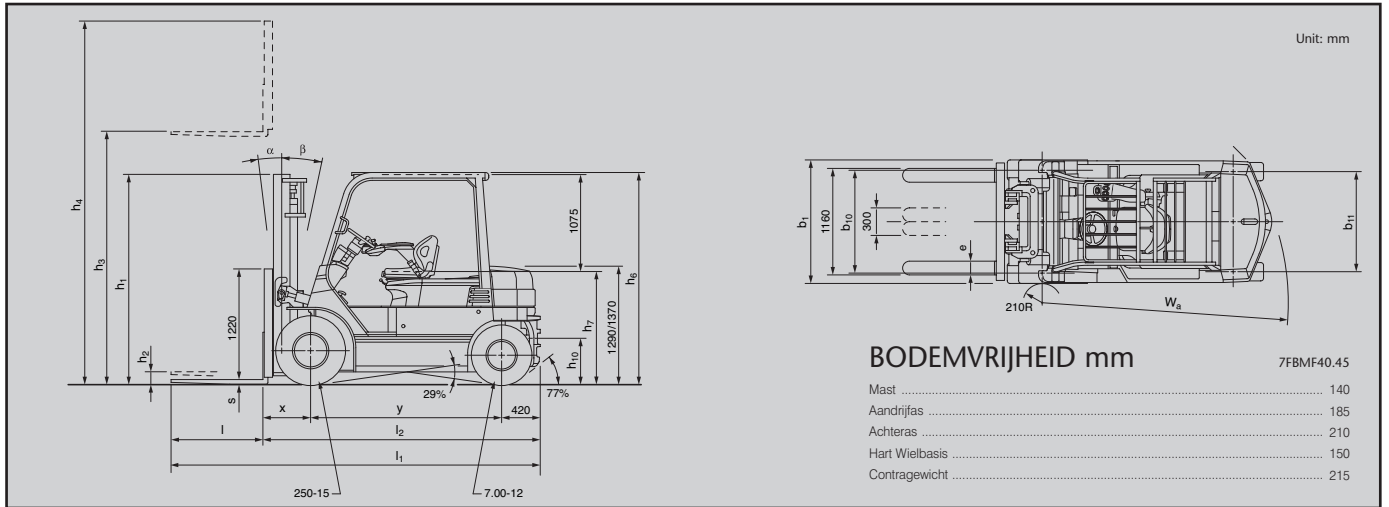 Unit: mm
h4
h3
h1
h2
s
1220
α
β
1075
h6
h7
1290/1370
h10
29%
77%
x
y
420
l
l2
l1
250-15
7.00-12
b1
1160
b10
300
e
b11
210R
Wa
BODEMVRIJHEID mm 7FBMF40.45
Mast ........ 140
Aandrijfas ........ 185
Achteras ........ 210
Hart Wielbasis ........ 150
Contragewicht ........ 215